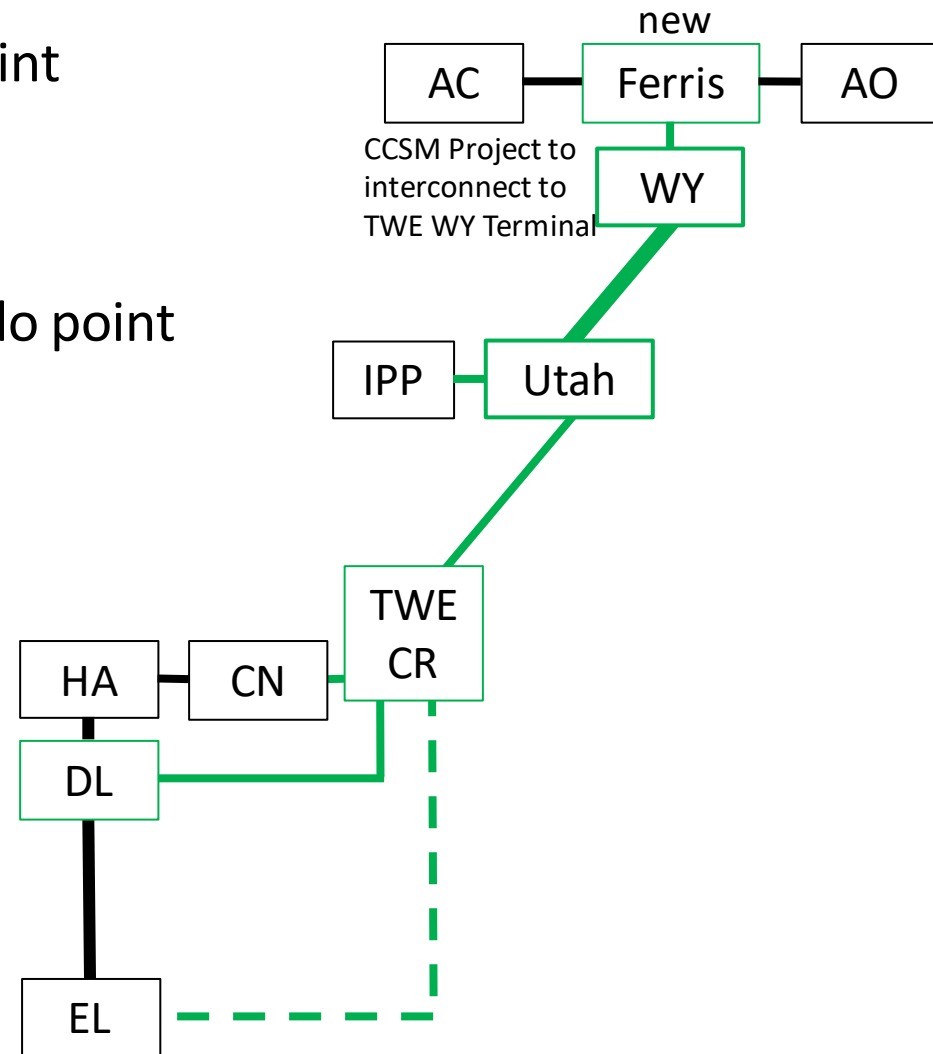 new
int
AC
Ferris
AO
CCSM Project to
interconnect to
TWE WY Terminal
WY
lo point
IPP
Utah
TWE
CR
HA
CN
DL
EL